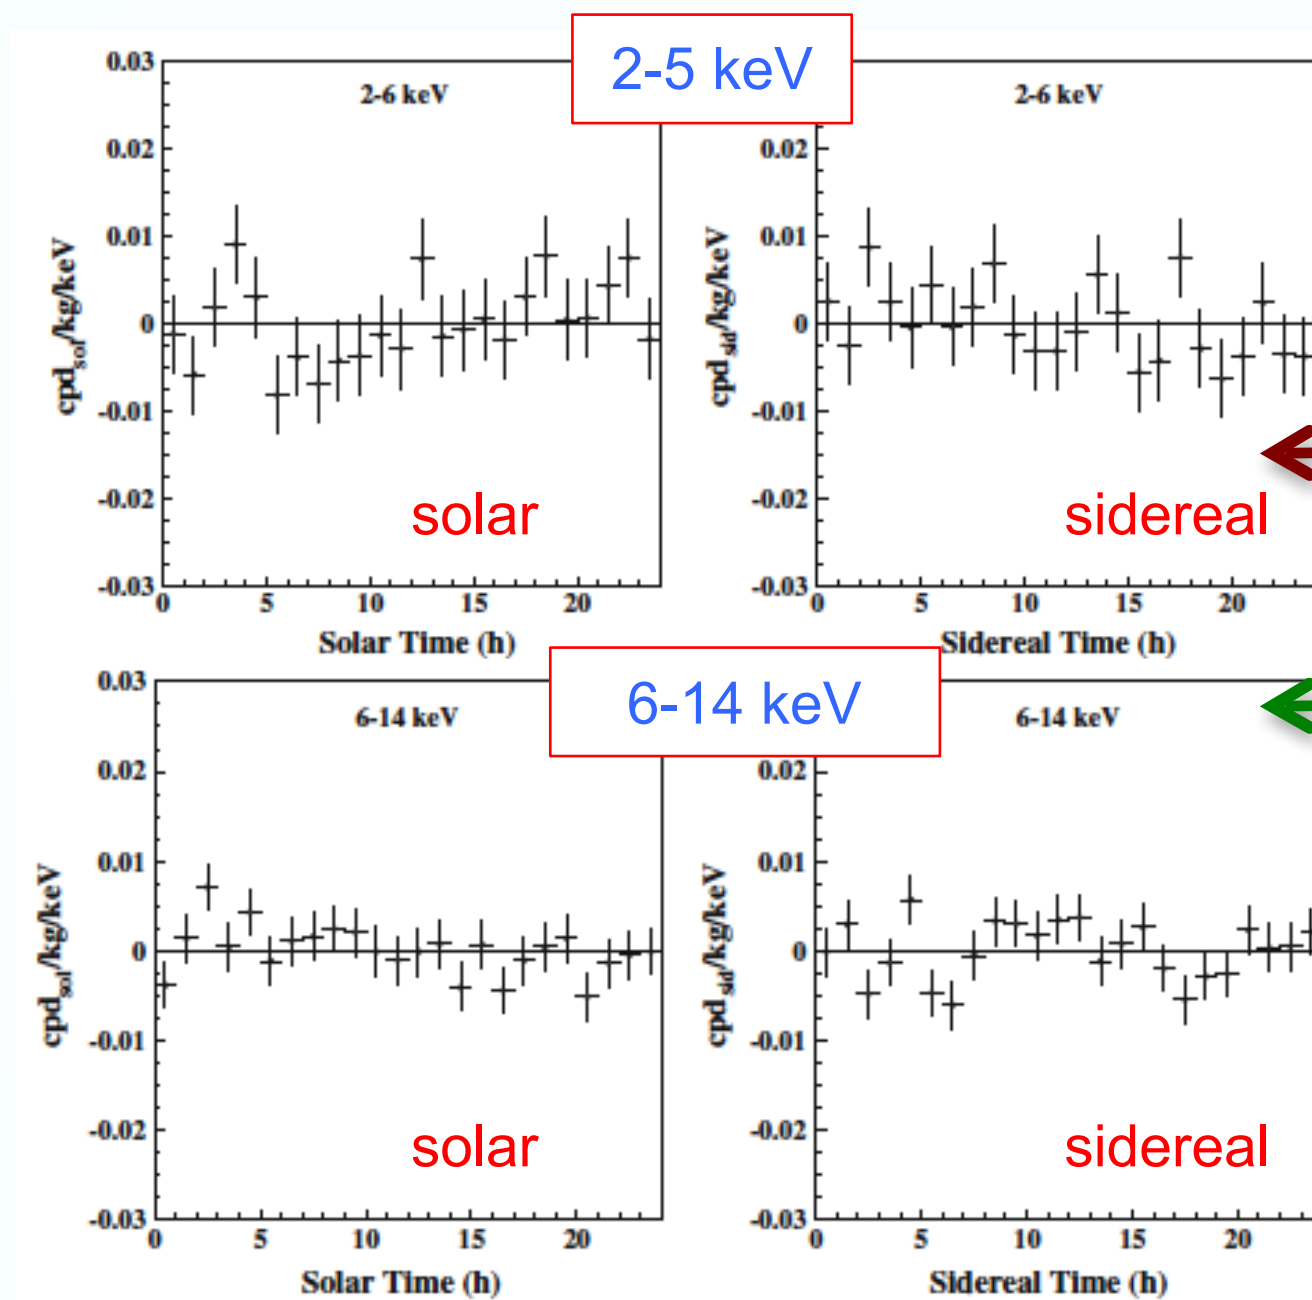 2-5 keV
2-6 keV
2-6 keV
0.03
0.02
0.01
0
-0.01
-0.02
-0.03
cpd_sol/kg/keV
solar
0 5 10 15 20
Solar Time (h)
0.02
0.01
0
-0.01
-0.02
-0.03
cpd_sid/kg/keV
sidereal
0 5 10 15 20
Sidereal Time (h)
6-14 keV
6-14 keV
6-14 keV
0.03
0.02
0.01
0
-0.01
-0.02
-0.03
cpd_sol/kg/keV
solar
0 5 10 15 20
Solar Time (h)
0.02
0.01
0
-0.01
-0.02
-0.03
cpd_sid/kg/keV
sidereal
0 5 10 15 20
Sidereal Time (h)